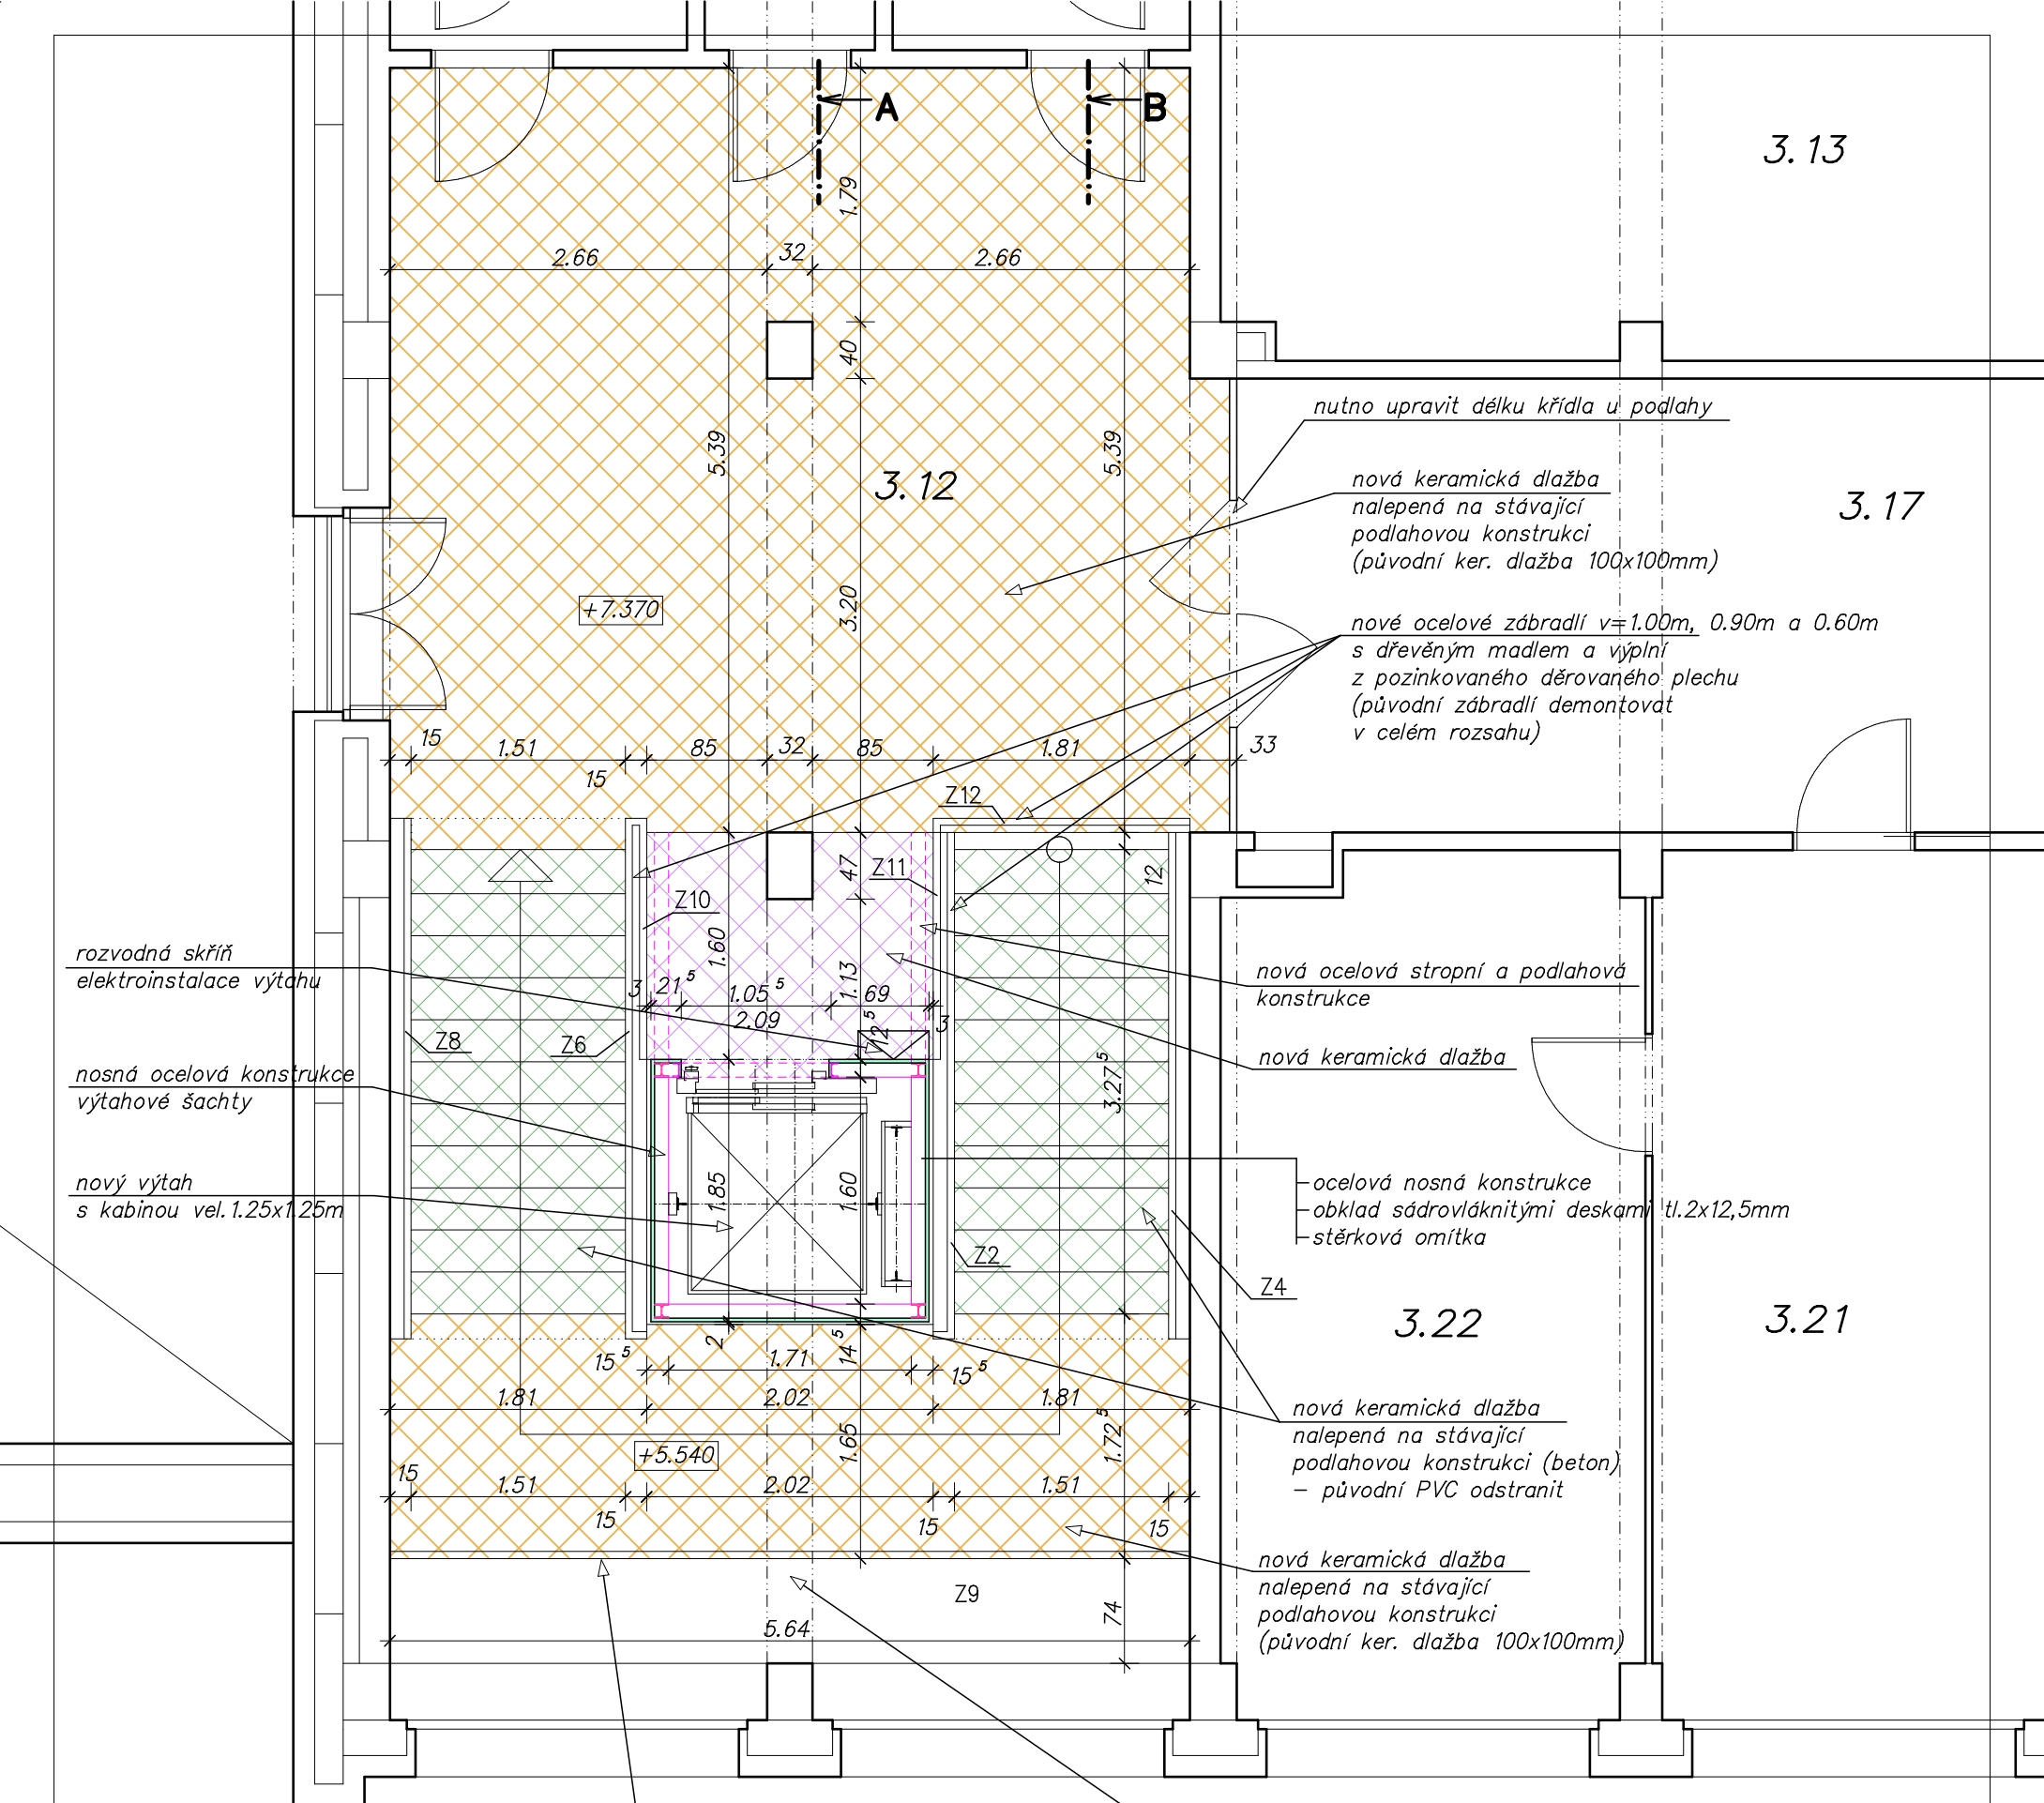 A
B
3.13
1.79
2.66
32
2.66
40
nutno upravit délku křídla u podlahy
5.39
5.39
3.12
nová keramická dlažba
nalepená na stávající
podlahovou konstrukci
(původní ker. dlažba 100x100mm)
3.17
+7.370
3.20
nové ocelové zábradlí v=1.00m, 0.90m a 0.60m
s dřevěným madlem a výplní
z pozinkovaného děrovaného plechu
(původní zábradlí demontovat
v celém rozsahu)
15
1.51
15
85
32
85
1.81
33
Z12
47
Z11
12
Z10
1.60
rozvodná skříň
elektroinstalace výtahu
nová ocelová stropní a podlahová
konstrukce
3
21⁵
1.05⁵
1.13
69
2.09
12⁵
3
Z8
Z6
nová keramická dlažba
nosná ocelová konstrukce
výtahové šachty
3.27⁵
nový výtah
s kabinou vel.1.25x1.25m
1.85
1.60
ocelová nosná konstrukce
obklad sádrovláknitými deskami tl.2x12,5mm
stěrková omítka
Z2
Z4
3.22
3.21
2
14⁵
15⁵
1.71
15⁵
1.81
2.02
1.81
nová keramická dlažba
nalepená na stávající
podlahovou konstrukci (beton)
– původní PVC odstranit
+5.540
1.65
1.72⁵
15
1.51
2.02
1.51
15
15
15
nová keramická dlažba
nalepená na stávající
podlahovou konstrukci
(původní ker. dlažba 100x100mm)
Z9
74
5.64